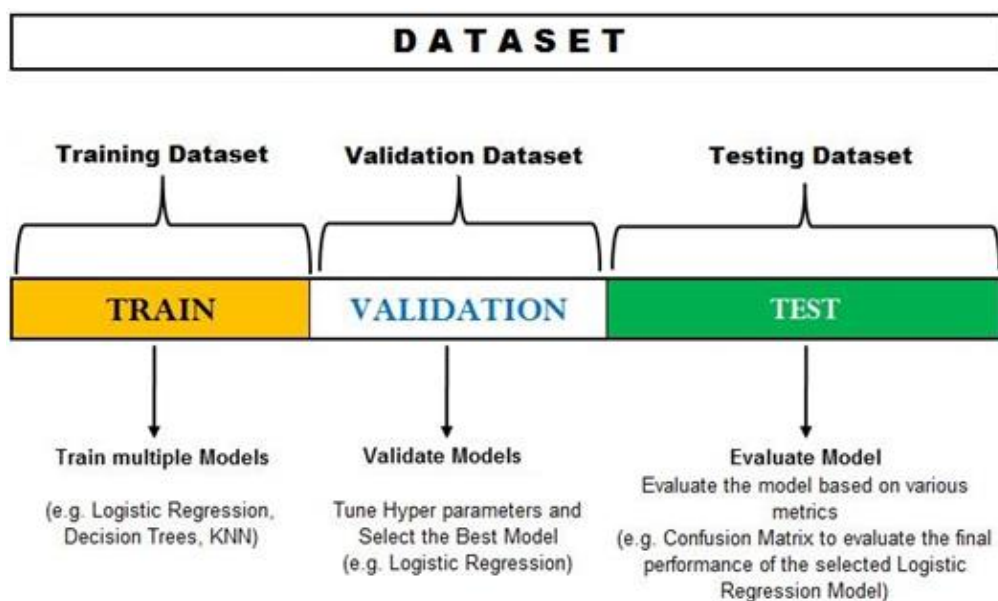 DATASET
Training Dataset
Validation Dataset
Testing Dataset
TRAIN
VALIDATION
TEST
Train multiple Models
(e.g. Logistic Regression,
Decision Trees, KNN)
Validate Models
Tune Hyper parameters and
Select the Best Model
(e.g. Logistic Regression)
Evaluate Model
Evaluate the model based on various
metrics
(e.g. Confusion Matrix to evaluate the final
performance of the selected Logistic
Regression Model)